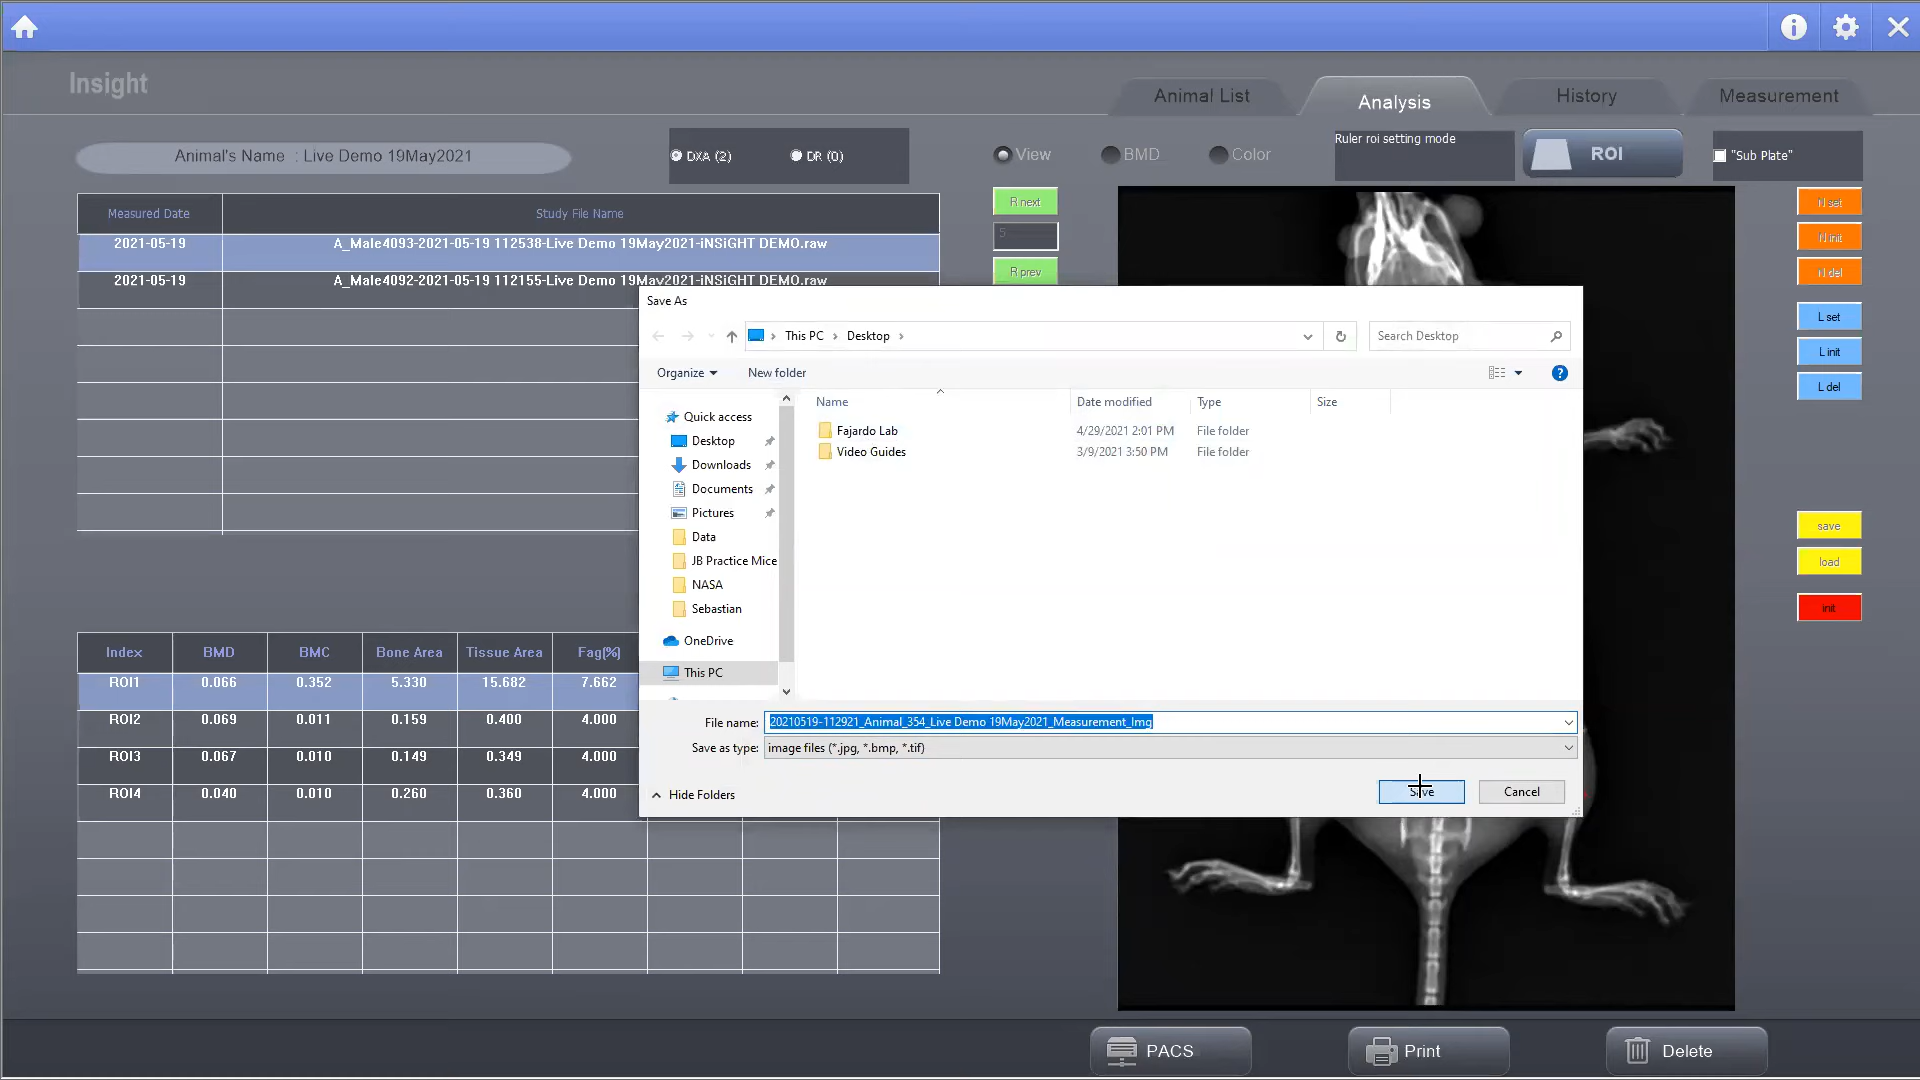 Insight
Animal List
Analysis
History
Measurement
Animal's Name : Live Demo 19May2021
DXA (2)
DR (0)
View
BMD
Color
Ruler roi setting mode
ROI
"Sub Plate"
Measured Date
Study File Name
2021-05-19
A_Male4093-2021-05-19 112538-Live Demo 19May2021-iNSiGHT DEMO.raw
2021-05-19
A_Male4092-2021-05-19 112155-Live Demo 19May2021-iNSiGHT DEMO.raw
R next
5
R prev
N set
N init
N del
L set
L init
L del
save
load
init
Save As
This PC
Desktop
Search Desktop
Organize
New folder
Name
Date modified
Type
Size
Quick access
Desktop
Downloads
Documents
Pictures
Data
JB Practice Mice
NASA
Sebastian
OneDrive
This PC
Fajardo Lab
4/29/2021 2:01 PM
File folder
Video Guides
3/9/2021 3:50 PM
File folder
File name:
20210519-112921_Animal_354_Live Demo 19May2021_Measurement_Img
Save as type:
image files (*.jpg, *.bmp, *.tif)
Hide Folders
Save
Cancel
Index BMD BMC Bone Area Tissue Area Fag(%)
ROI1 0.066 0.352 5.330 15.682 7.662
ROI2 0.069 0.011 0.159 0.400 4.000
ROI3 0.067 0.010 0.149 0.349 4.000
ROI4 0.040 0.010 0.260 0.360 4.000
PACS
Print
Delete